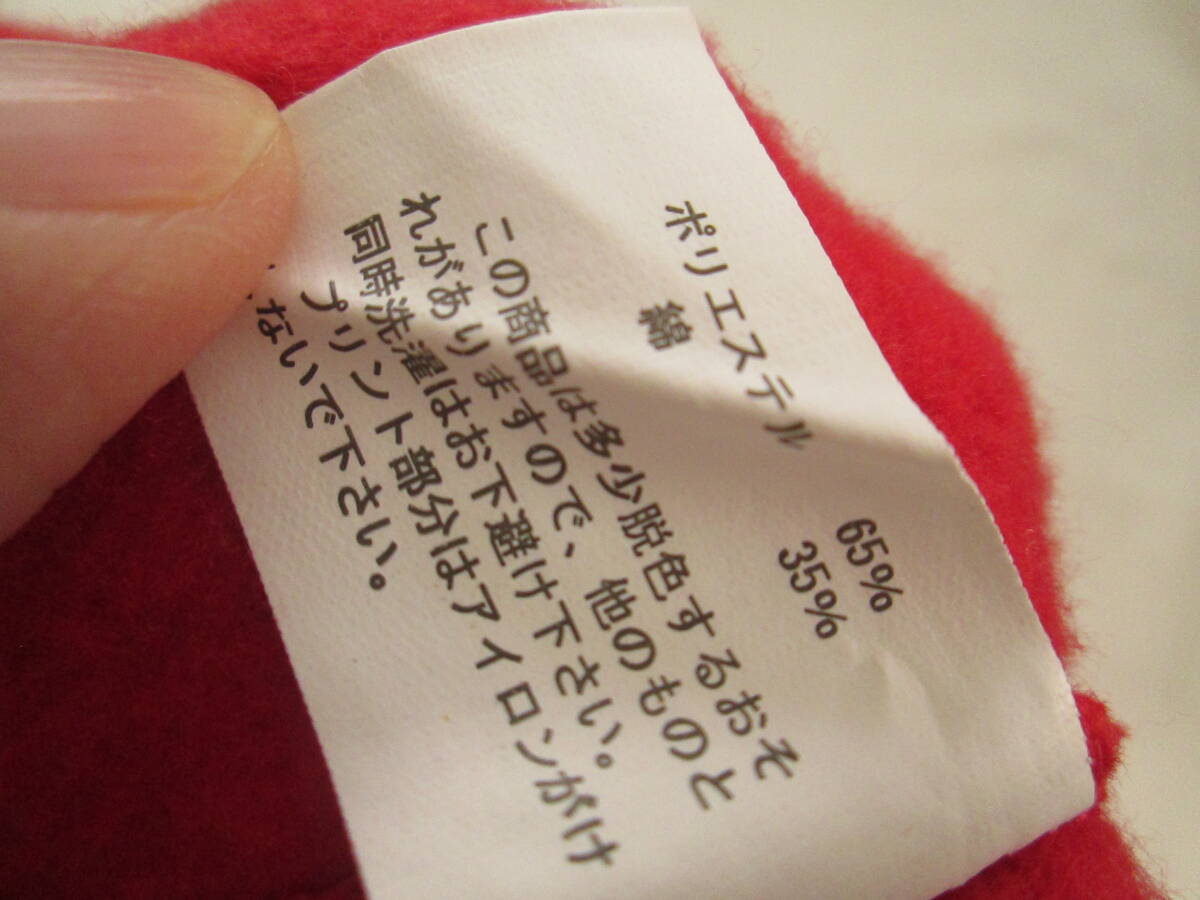 ポリエステル 65%
綿 35%
この商品は多少脱色するおそ
れがありますので、他のものと
同時洗濯はお下避け下さい。
プリント部分はアイロンがけ
ないで下さい。